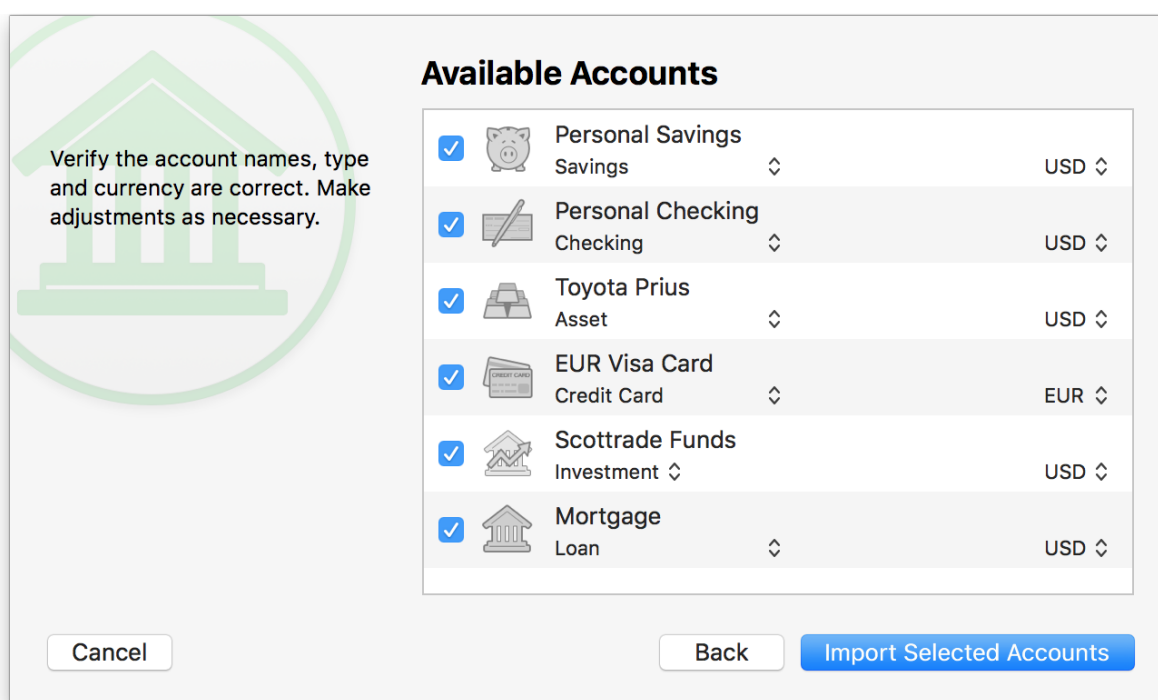 Available Accounts
Verify the account names, type
and currency are correct. Make
adjustments as necessary.
Personal Savings
Savings USD
Personal Checking
Checking USD
Toyota Prius
Asset USD
CREDIT CARD
EUR Visa Card
Credit Card EUR
Scottrade Funds
Investment USD
Mortgage
Loan USD
Cancel Back Import Selected Accounts